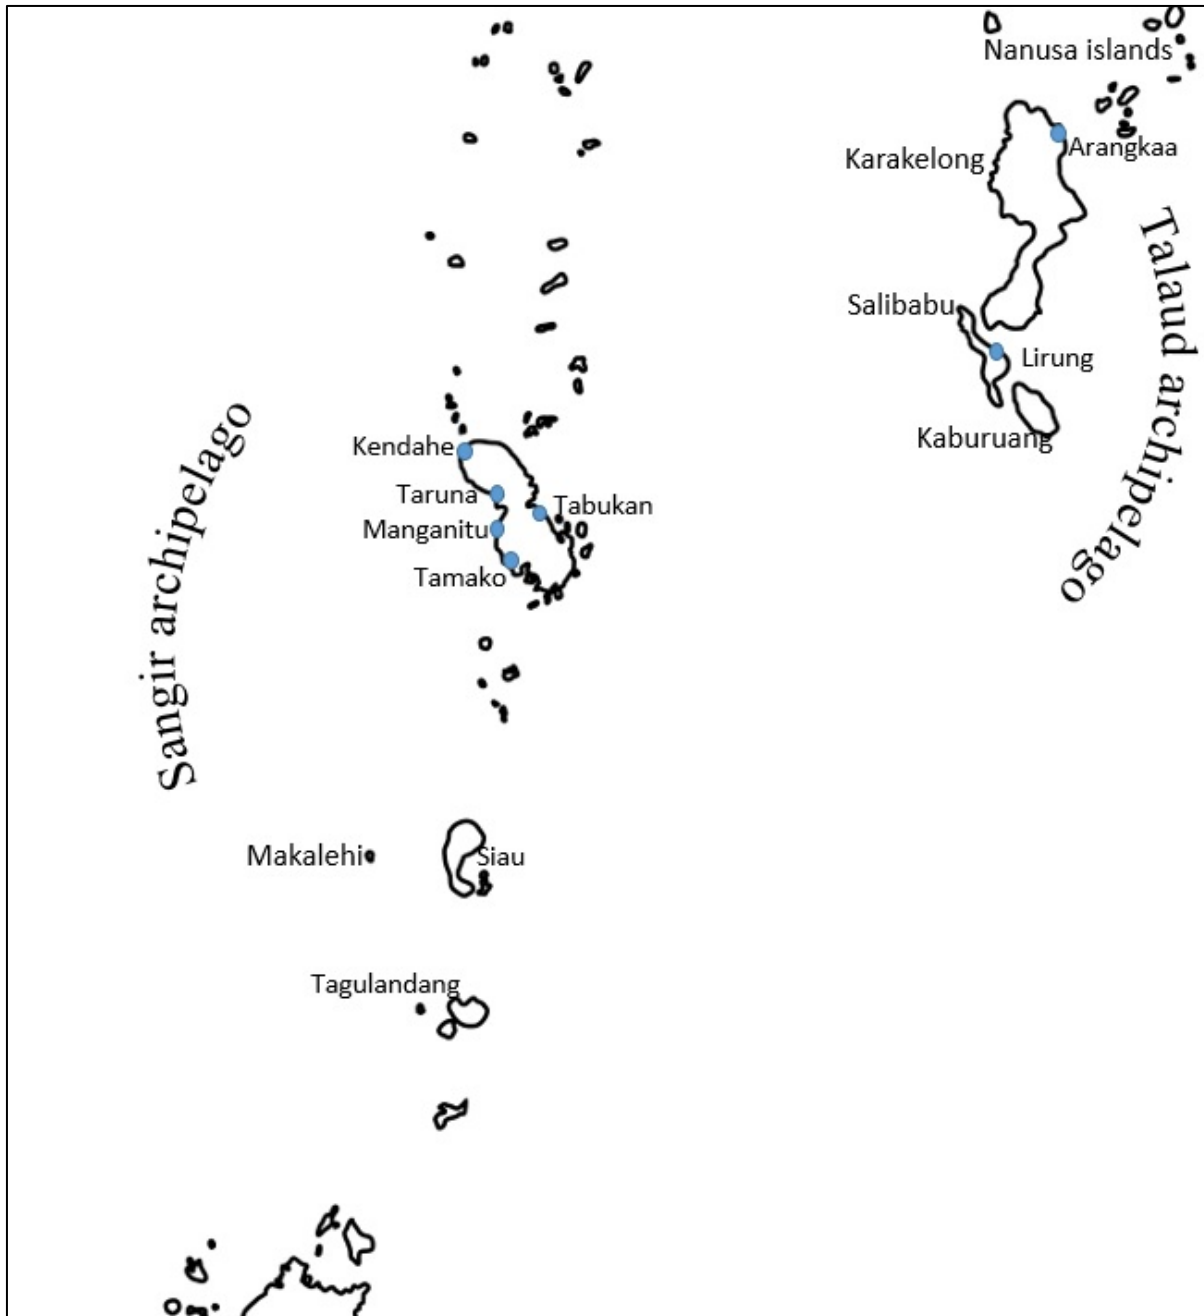 Nanusa islands
Karakelong
Arangkaa
Talaud archipelago
Salibabu
Lirung
Kaburuang
Sangir archipelago
Kendahe
Taruna
Tabukan
Manganitu
Tamako
Makalehi
Siau
Tagulandang